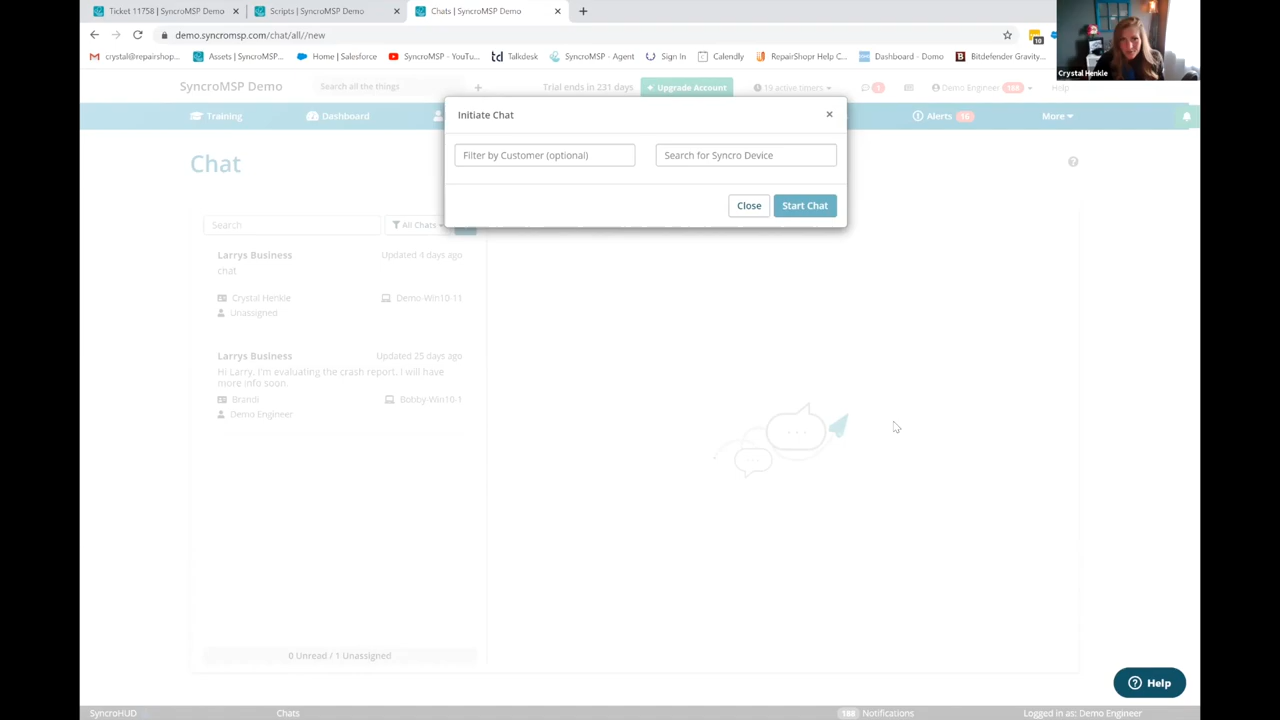 Ticket 11758 | SyncroMSP Demo
Scripts | SyncroMSP Demo
Chats | SyncroMSP Demo
demo.syncromsp.com/chat/all//new
10
crystal@repairshop...
Assets | SyncroMSP...
Home | Salesforce
SyncroMSP - YouTu...
Talkdesk
SyncroMSP - Agent
Sign In
Calendly
RepairShopr Help C...
Dashboard - Domo
Bitdefender Gravity...
Crystal Henkle
SyncroMSP Demo
Search all the things
Trial ends in 231 days
Upgrade Account
19 active timers
1
Demo Engineer 188
Help
Training
Dashboard
Alerts 16
More
Initiate Chat
Filter by Customer (optional)
Search for Syncro Device
Close
Start Chat
Chat
Search
All Chats
Larrys Business
Updated 4 days ago
chat
Crystal Henkle
Demo-Win10-11
Unassigned
Larrys Business
Updated 25 days ago
Hi Larry, I'm evaluating the crash report. I will have
more info soon.
Brandi
Bobby-Win10-1
Demo Engineer
0 Unread / 1 Unassigned
Help
SyncroHUD
Chats
188 Notifications
Logged in as: Demo Engineer